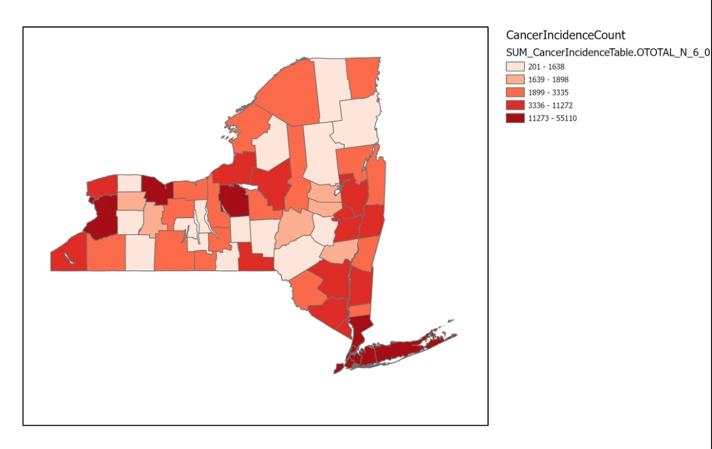 CancerIncidenceCount
SUM_CancerIncidenceTable.OTOTAL_N_6_0
201 - 1638
1639 - 1898
1899 - 3335
3336 - 11272
11273 - 55110